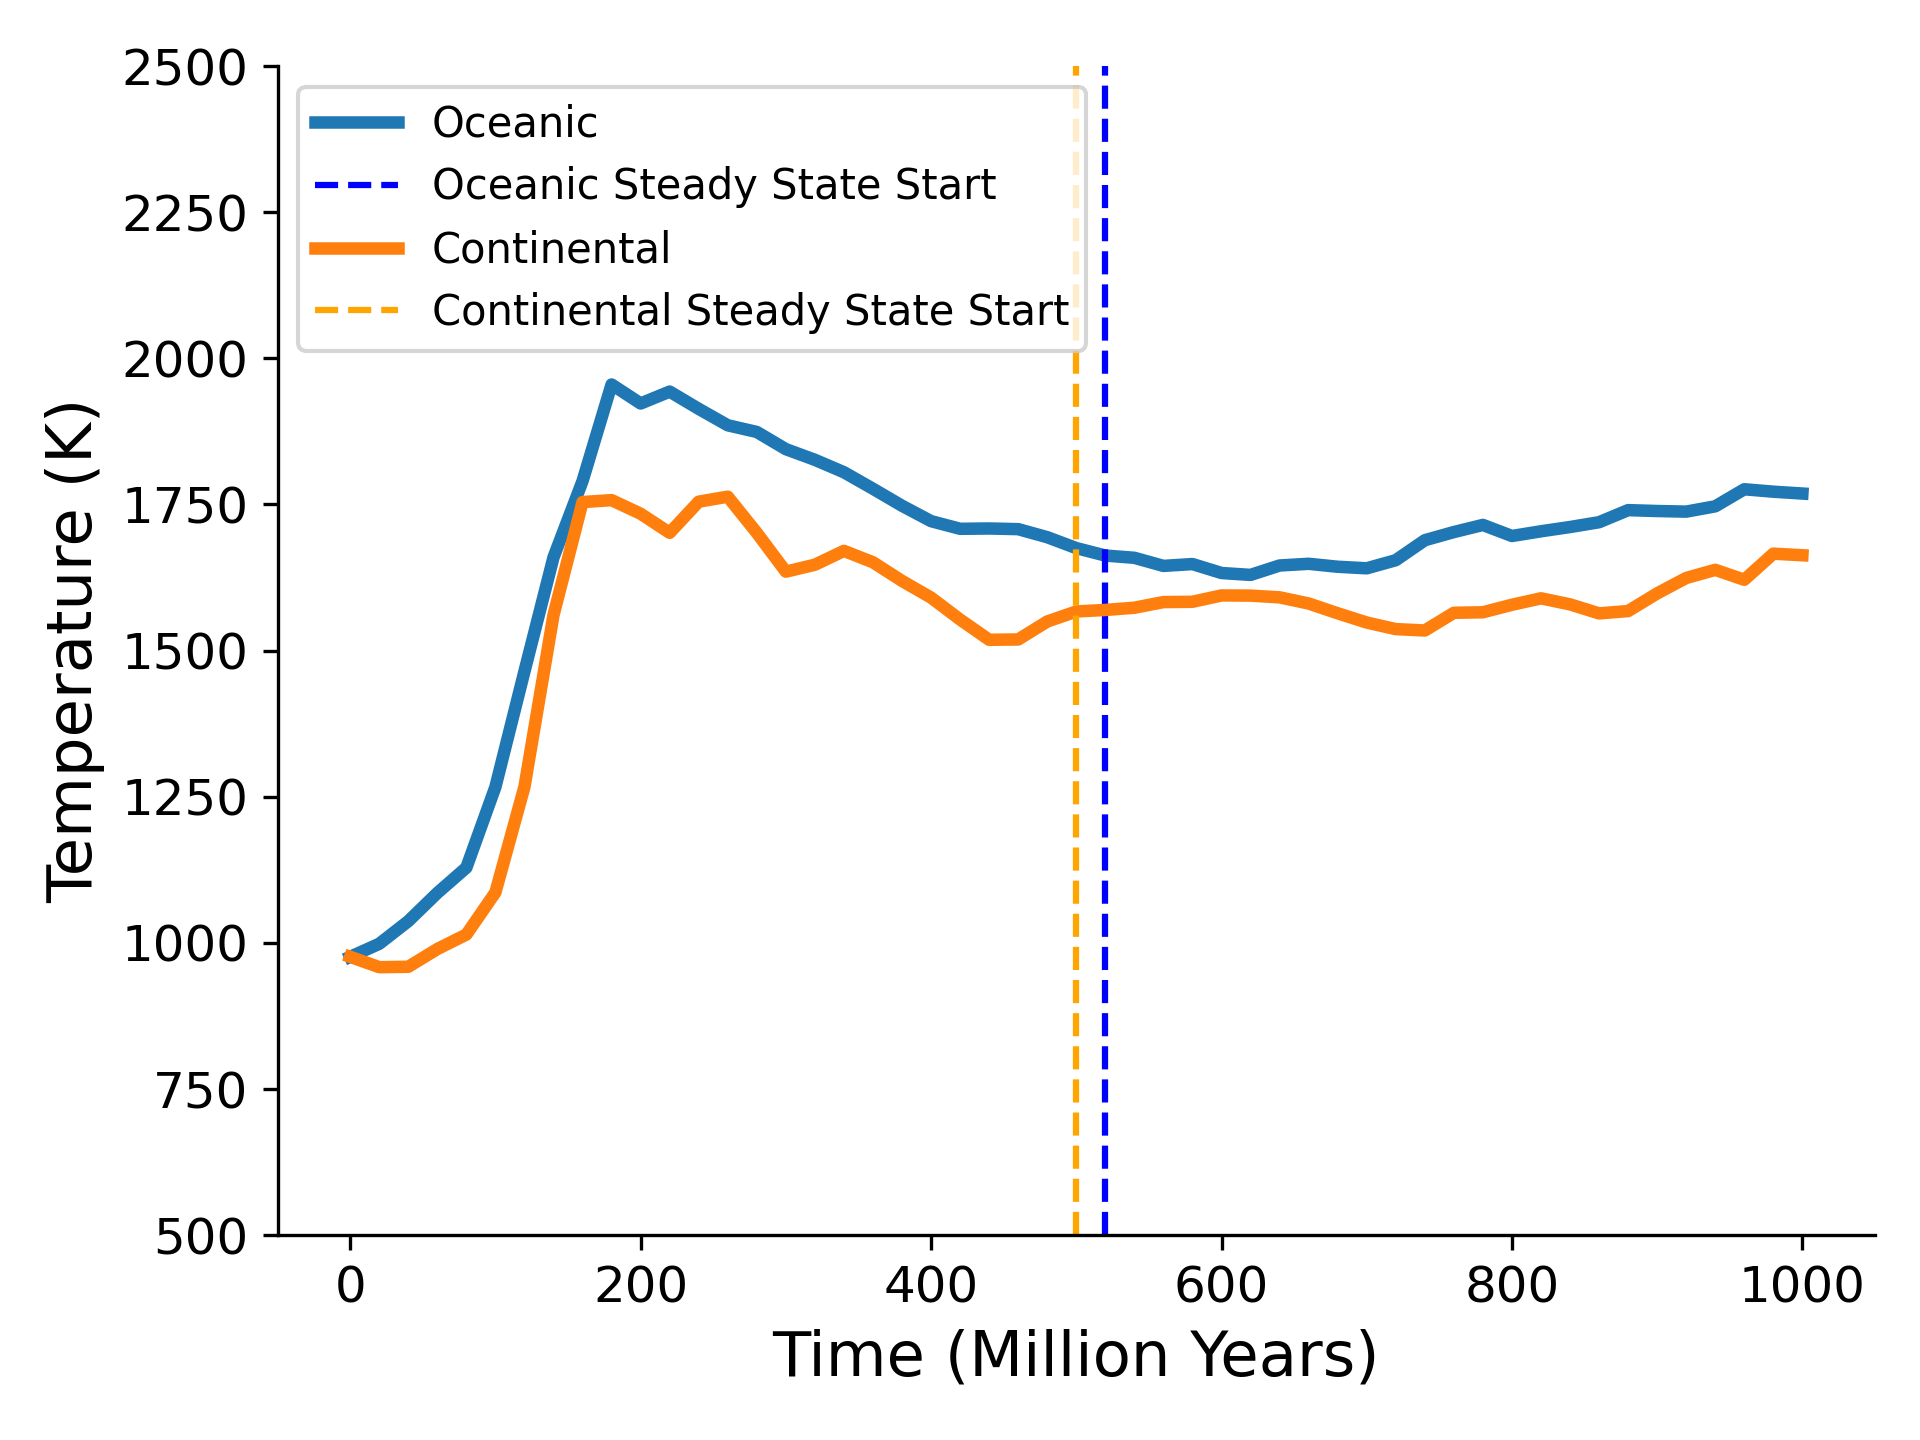 2500
2250
2000
1750
1500
1250
1000
750
500
Temperature (K)
Oceanic
Oceanic Steady State Start
Continental
Continental Steady State Start
0 200 400 600 800 1000
Time (Million Years)